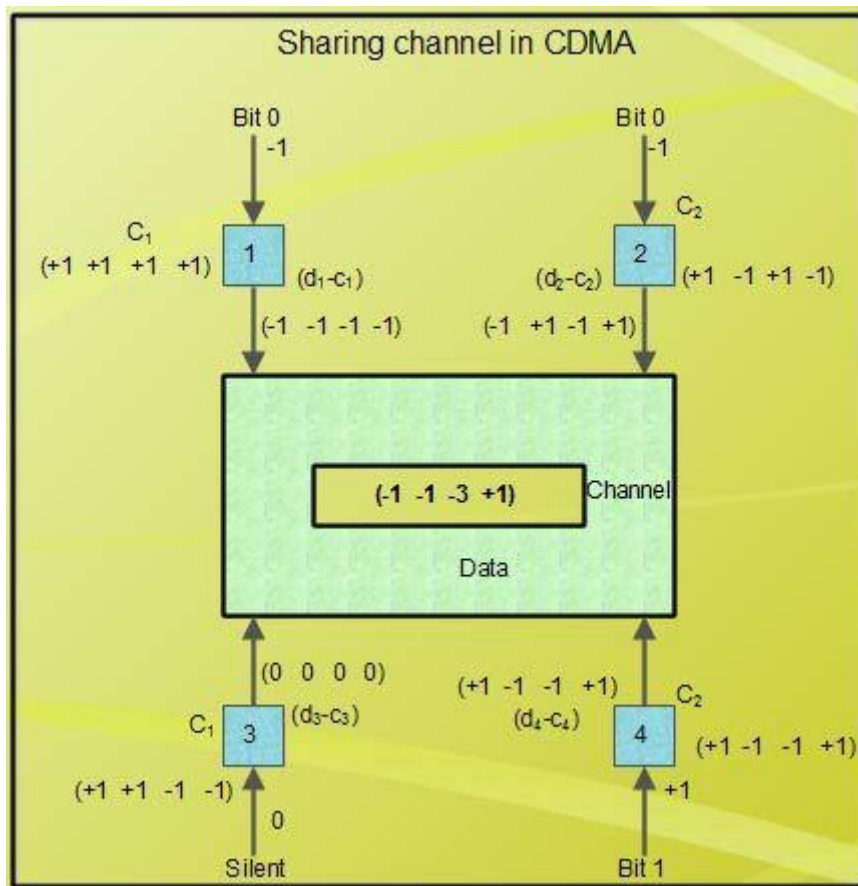 Sharing channel in CDMA
Bit 0 Bit 0
-1 -1
C₁ C₂
(+1 +1 +1 +1) 1 (d₁-c₁) (d₂-c₂) 2 (+1 -1 +1 -1)
(-1 -1 -1 -1) (-1 +1 -1 +1)
(-1 -1 -3 +1) Channel
Data
(0 0 0 0) (+1 -1 -1 +1)
C₁ 3 (d₃-c₃) (d₄-c₄) 4 C₂
(+1 +1 -1 -1) (+1 -1 -1 +1)
0 +1
Silent Bit 1